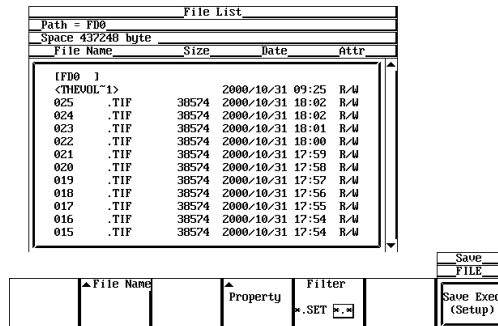 File List
Path = FD0
Space 437248 byte
File Name Size Date Attr
[FD0 ]
<THEVOL~1> 2000/10/31 09:25 R/W
025 .TIF 38574 2000/10/31 18:02 R/W
024 .TIF 38574 2000/10/31 18:02 R/W
023 .TIF 38574 2000/10/31 18:01 R/W
022 .TIF 38574 2000/10/31 18:00 R/W
021 .TIF 38574 2000/10/31 17:59 R/W
020 .TIF 38574 2000/10/31 17:58 R/W
019 .TIF 38574 2000/10/31 17:57 R/W
018 .TIF 38574 2000/10/31 17:56 R/W
017 .TIF 38574 2000/10/31 17:55 R/W
016 .TIF 38574 2000/10/31 17:54 R/W
015 .TIF 38574 2000/10/31 17:54 R/W
Save
FILE
▲File Name
▲
Property
Filter
*.SET *.*
Save Exec
(Setup)